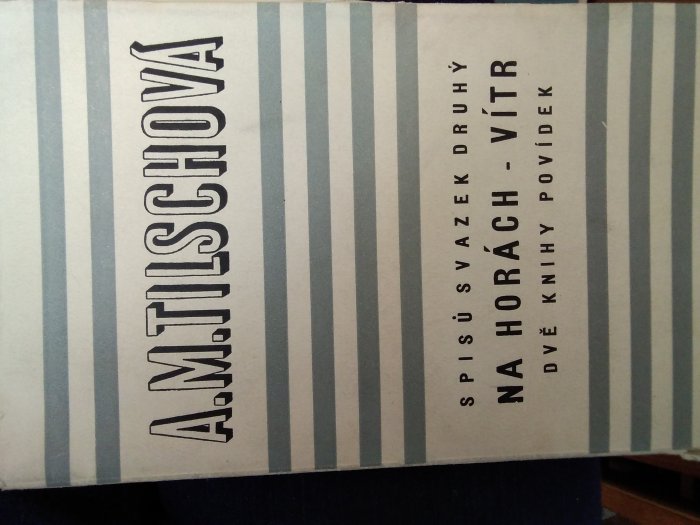 A.M.TILSCHOVÁ
SPISŮ SVAZEK DRUHÝ
NA HORÁCH - VÍTR
DVĚ KNIHY POVÍDEK